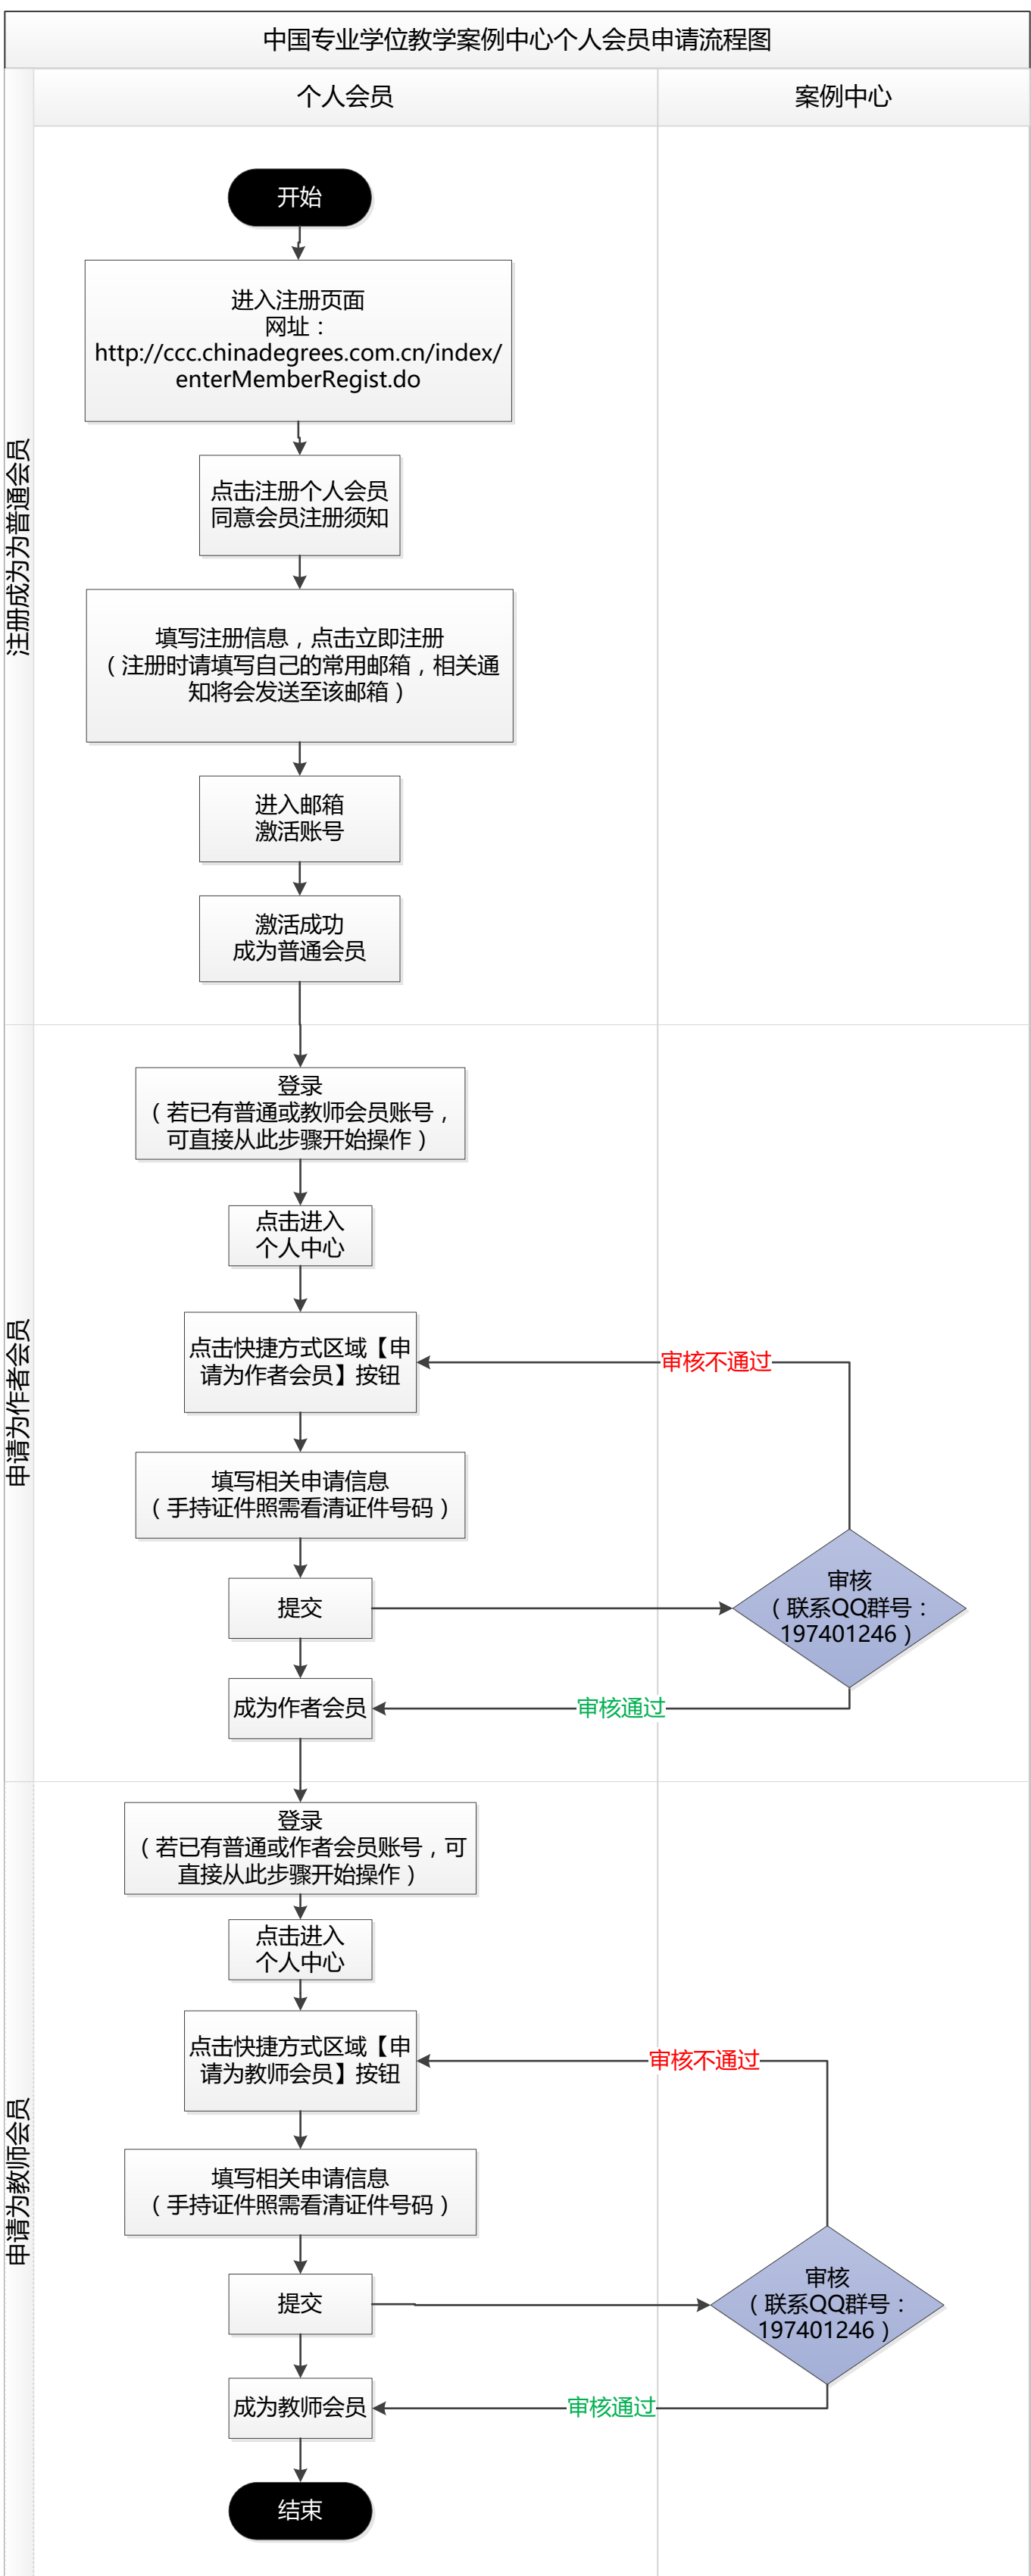 中国专业学位教学案例中心个人会员申请流程图
个人会员
案例中心
注册成为为普通会员
开始
进入注册页面
网址：
http://ccc.chinadegrees.com.cn/index/
enterMemberRegist.do
点击注册个人会员
同意会员注册须知
填写注册信息，点击立即注册
（注册时请填写自己的常用邮箱，相关通
知将会发送至该邮箱）
进入邮箱
激活账号
激活成功
成为普通会员
申请为作者会员
登录
（若已有普通或教师会员账号，
可直接从此步骤开始操作）
点击进入
个人中心
点击快捷方式区域【申
请为作者会员】按钮
审核不通过
填写相关申请信息
（手持证件照需看清证件号码）
提交
审核
（联系QQ群号：
197401246）
成为作者会员
审核通过
申请为教师会员
登录
（若已有普通或作者会员账号，可
直接从此步骤开始操作）
点击进入
个人中心
点击快捷方式区域【申
请为教师会员】按钮
审核不通过
填写相关申请信息
（手持证件照需看清证件号码）
提交
审核
（联系QQ群号：
197401246）
成为教师会员
审核通过
结束